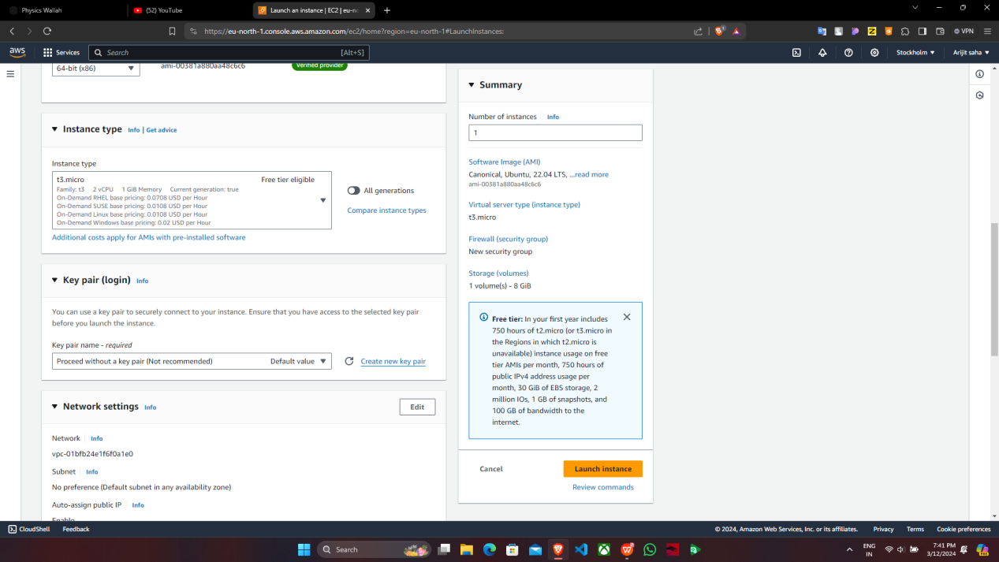 Physics Wallah
(52) YouTube
Launch an instance | EC2 | eu-no
https://eu-north-1.console.aws.amazon.com/ec2/home?region=eu-north-1#LaunchInstances:
VPN
aws
Services
Search
[Alt+S]
Stockholm
Arijit saha
64-bit (x86)
ami-00381a880aa48c6c6
Verified provider
Instance type
Info | Get advice
Instance type
t3.micro
Free tier eligible
Family: t3 2 vCPU 1 GiB Memory Current generation: true
On-Demand RHEL base pricing: 0.0708 USD per Hour
On-Demand SUSE base pricing: 0.0108 USD per Hour
On-Demand Linux base pricing: 0.0108 USD per Hour
On-Demand Windows base pricing: 0.02 USD per Hour
All generations
Compare instance types
Additional costs apply for AMIs with pre-installed software
Key pair (login)
Info
You can use a key pair to securely connect to your instance. Ensure that you have access to the selected key pair
before you launch the instance.
Key pair name - required
Proceed without a key pair (Not recommended)
Default value
Create new key pair
Network settings
Info
Edit
Network
Info
vpc-01bfb24e1f6f0a1e0
Subnet
Info
No preference (Default subnet in any availability zone)
Auto-assign public IP
Info
Enable
Summary
Number of instances
Info
1
Software Image (AMI)
Canonical, Ubuntu, 22.04 LTS, ...read more
ami-00381a880aa48c6c6
Virtual server type (instance type)
t3.micro
Firewall (security group)
New security group
Storage (volumes)
1 volume(s) - 8 GiB
Free tier: In your first year includes
750 hours of t2.micro (or t3.micro in
the Regions in which t2.micro is
unavailable) instance usage on free
tier AMIs per month, 750 hours of
public IPv4 address usage per
month, 30 GiB of EBS storage, 2
million IOs, 1 GB of snapshots, and
100 GB of bandwidth to the
internet.
Cancel
Launch instance
Review commands
CloudShell
Feedback
© 2024, Amazon Web Services, Inc. or its affiliates.
Privacy
Terms
Cookie preferences
Search
ENG
IN
7:41 PM
3/12/2024